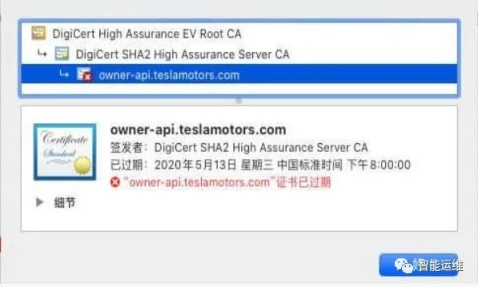 DigiCert High Assurance EV Root CA
DigiCert SHA2 High Assurance Server CA
owner-api.teslamotors.com
Certificate
Standard
owner-api.teslamotors.com
签发者：DigiCert SHA2 High Assurance Server CA
已过期：2020年5月13日 星期三 中国标准时间 下午8:00:00
“owner-api.teslamotors.com”证书已过期
细节
智能运维